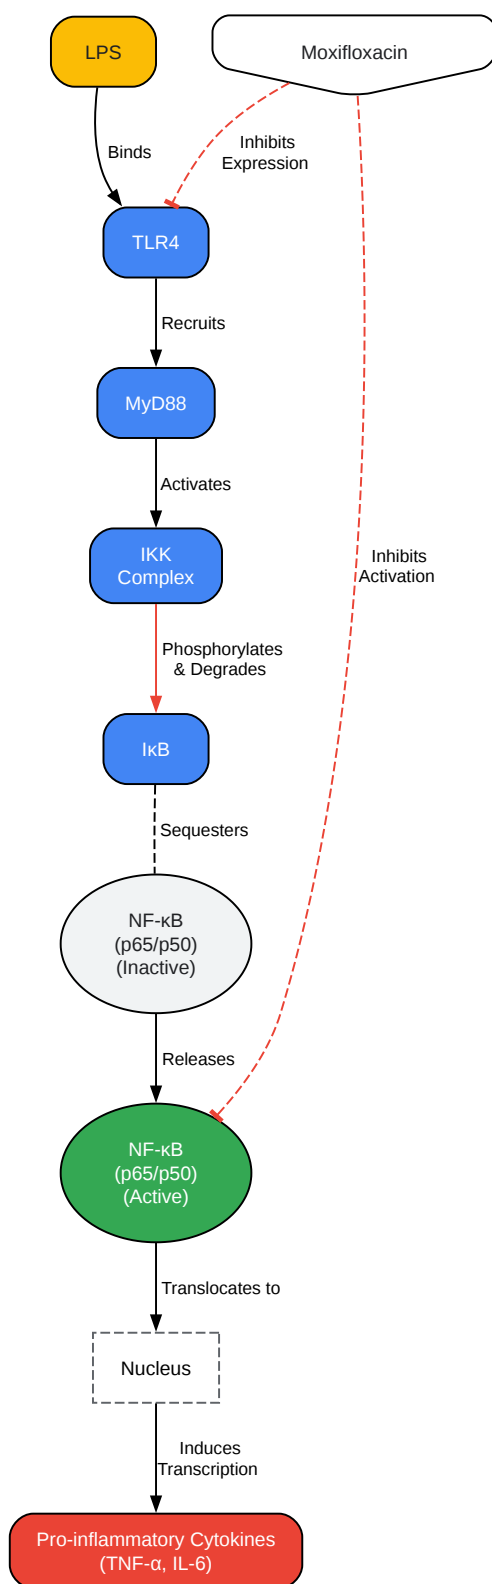 LPS
Moxifloxacin
Binds
Inhibits
Expression
TLR4
Recruits
MyD88
Activates
IKK
Complex
Inhibits
Activation
Phosphorylates
& Degrades
IκB
Sequesters
NF-κB
(p65/p50)
(Inactive)
Releases
NF-κB
(p65/p50)
(Active)
Translocates to
Nucleus
Induces
Transcription
Pro-inflammatory Cytokines
(TNF-α, IL-6)